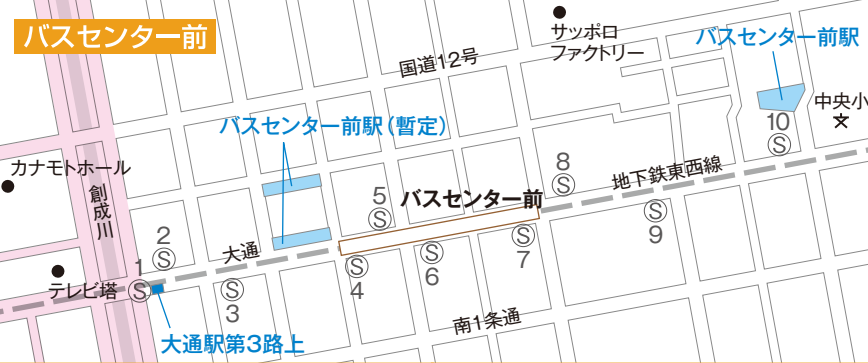 バスセンター前
サッポロ
ファクトリー
バスセンター前駅
国道12号
中央小
文
10
Ⓢ
バスセンター前駅(暫定)
カナモトホール
創成川
5
Ⓢ
バスセンター前
8
Ⓢ
地下鉄東西線
2
Ⓢ
大通
Ⓢ
9
Ⓢ
7
Ⓢ
6
Ⓢ
4
テレビ塔
1
Ⓢ
Ⓢ
3
南1条通
大通駅第3路上